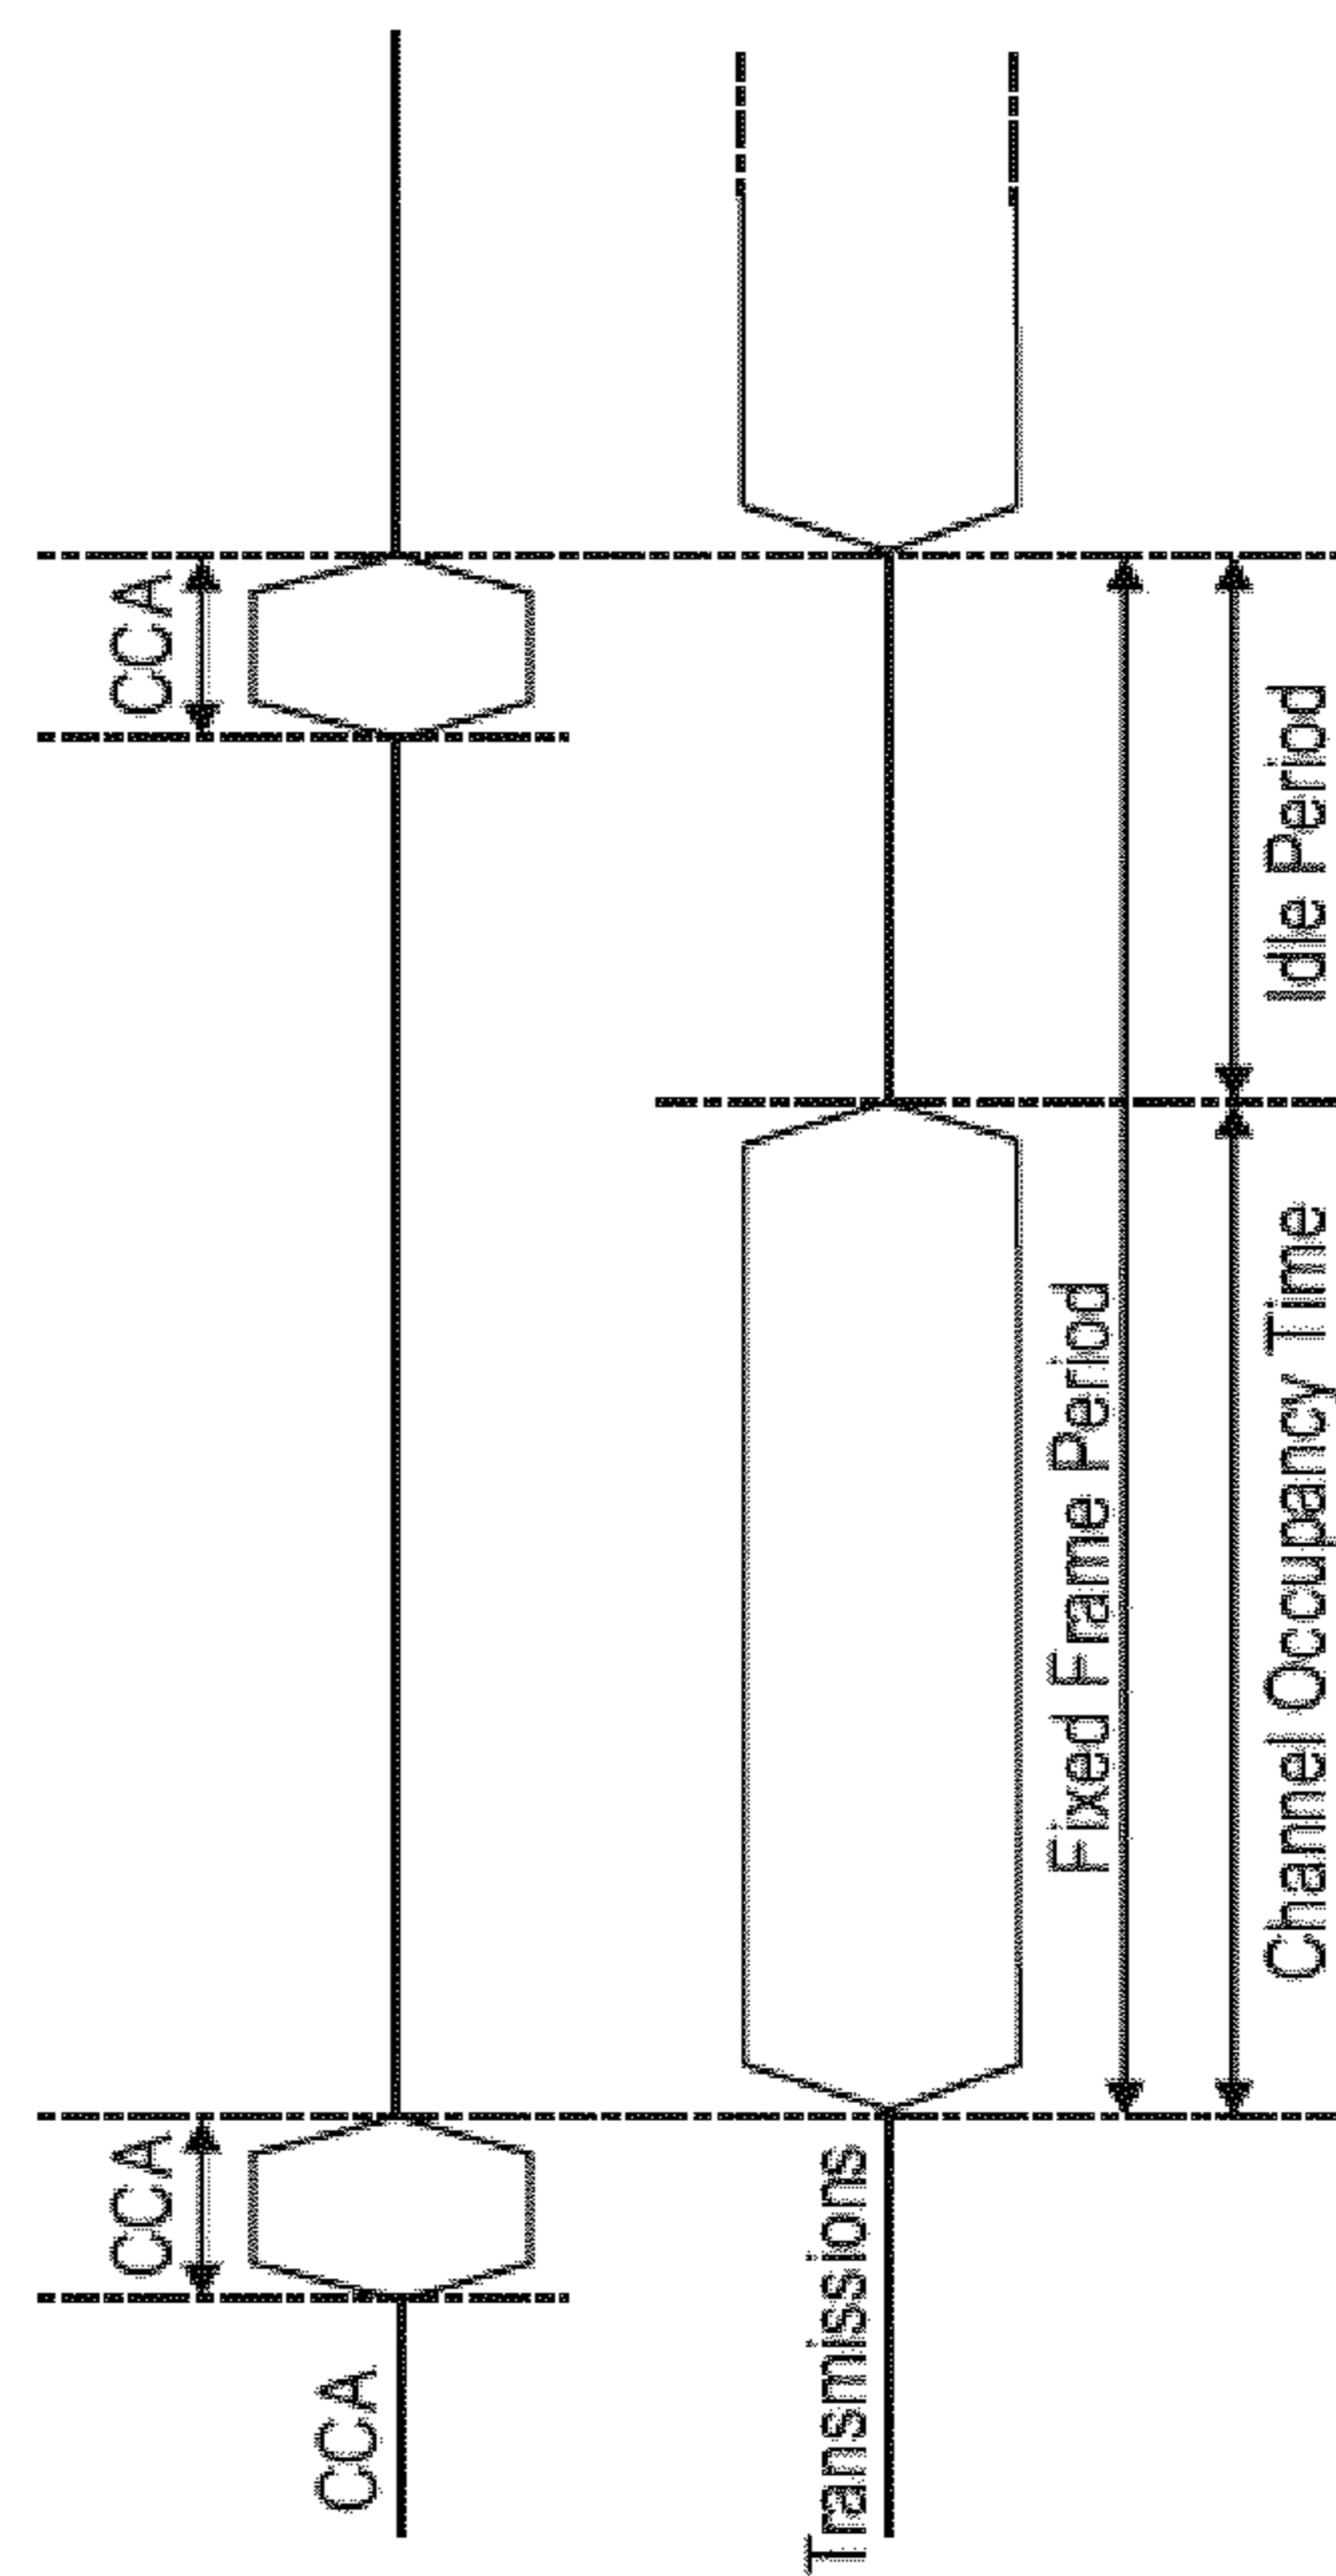 CCA
CCA
CCA
Transmissions
Fixed Frame Period
Channel Occupancy Time
Idle Period